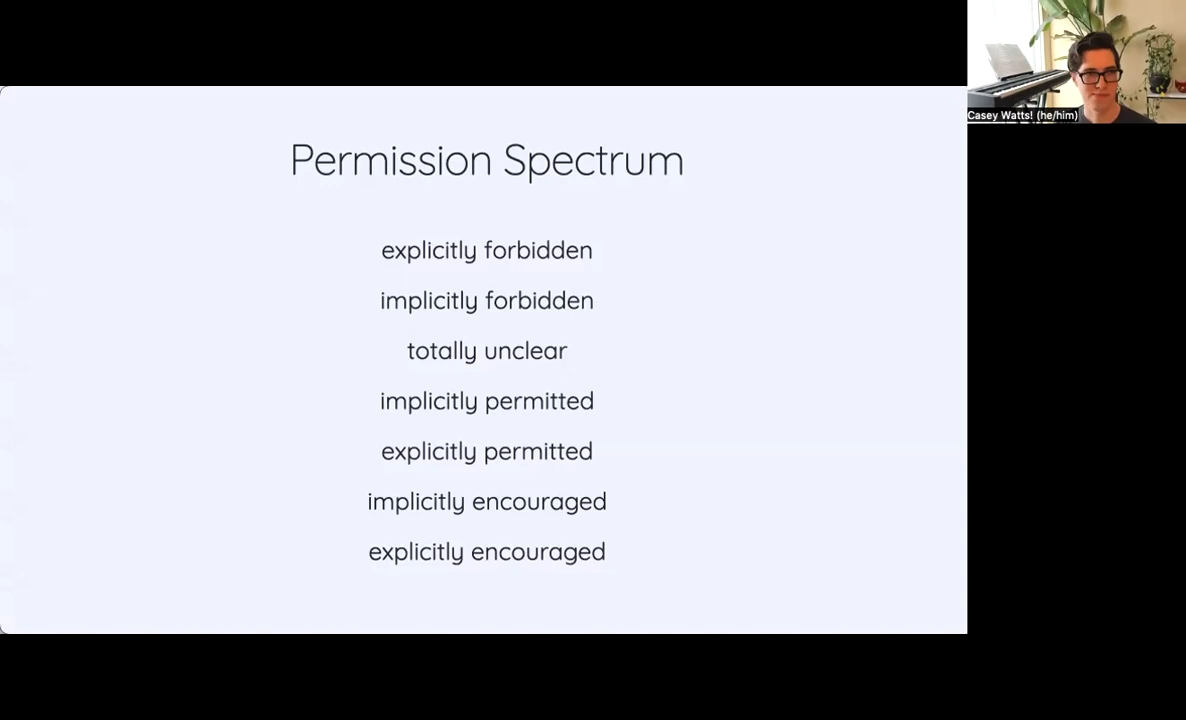 Permission Spectrum
explicitly forbidden
implicitly forbidden
totally unclear
implicitly permitted
explicitly permitted
implicitly encouraged
explicitly encouraged
Casey Watts! (he/him)